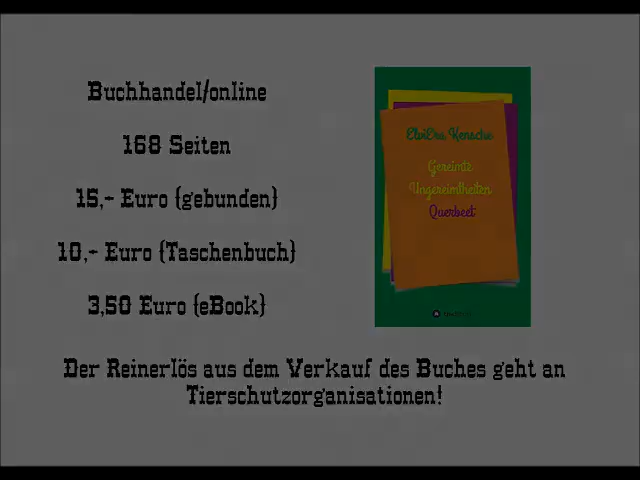 Buchhandel/online
168 Seiten
15,- Euro (gebunden)
10,- Euro (Taschenbuch)
3,50 Euro (eBook)
ElviEra Kensche
Gereimte
Ungereimtheiten
Querbeet
Der Reinerlös aus dem Verkauf des Buches geht an
Tierschutzorganisationen!